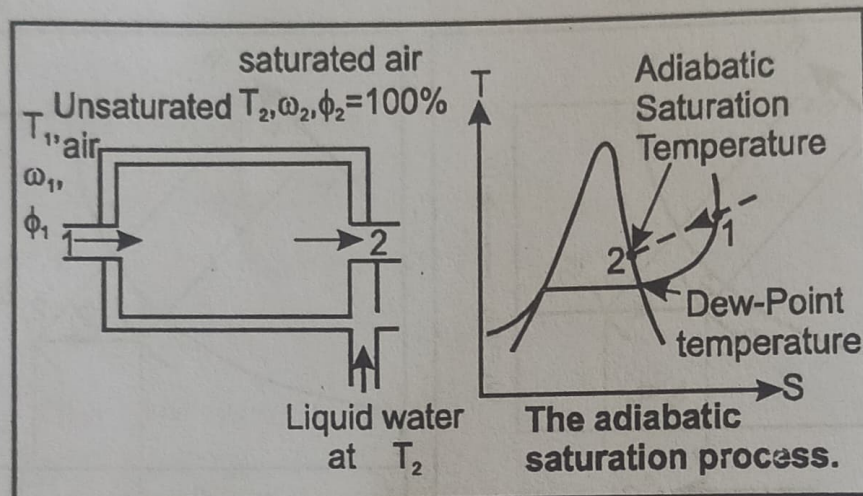 saturated air
Unsaturated T₂,ω₂,ϕ₂=100%
T₁, air
ω₁,
ϕ₁
1
2
Liquid water
at T₂
T
Adiabatic
Saturation
Temperature
1
2
Dew-Point
temperature
S
The adiabatic
saturation process.